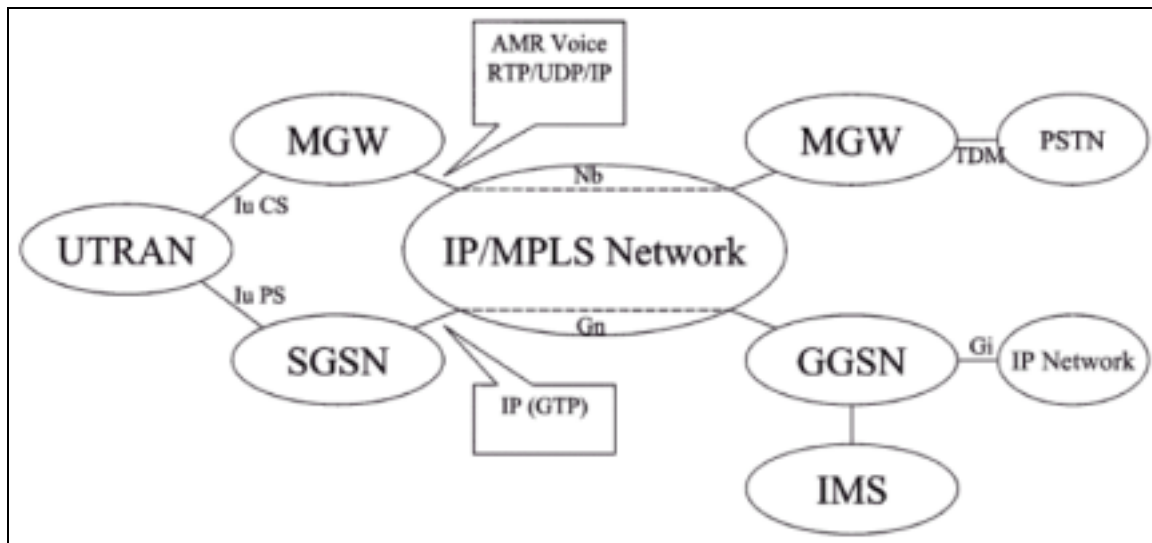 AMR Voice
RTP/UDP/IP
MGW
MGW
TDM
PSTN
Nb
Iu CS
UTRAN
IP/MPLS Network
Iu PS
Gn
SGSN
GGSN
Gi
IP Network
IP (GTP)
IMS